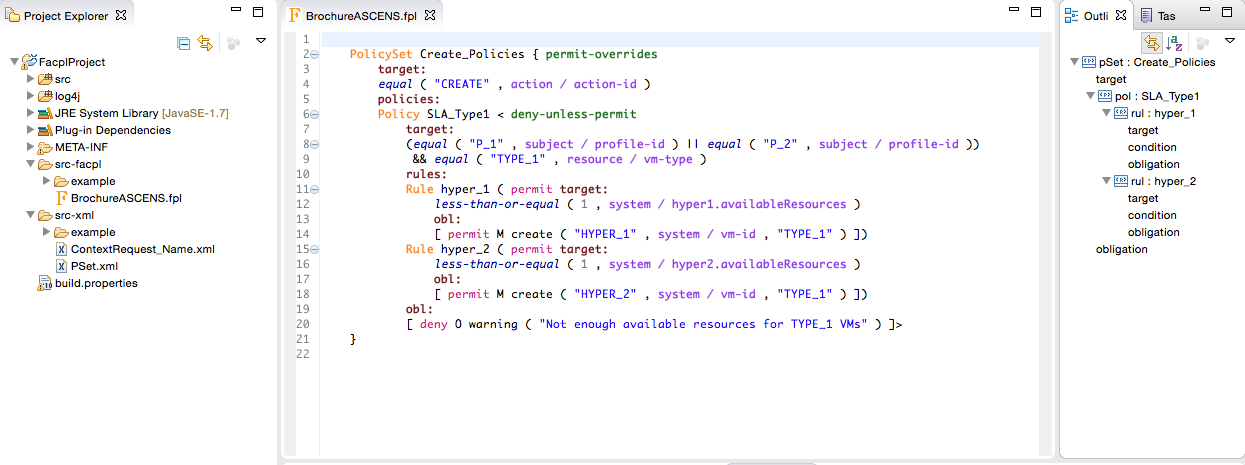 Project Explorer
FacplProject
src
log4j
JRE System Library [JavaSE-1.7]
Plug-in Dependencies
META-INF
src-facpl
example
BrochureASCENS.fpl
src-xml
example
ContextRequest_Name.xml
PSet.xml
build.properties
BrochureASCENS.fpl
1
2 PolicySet Create_Policies { permit-overrides
3 target:
4 equal ( "CREATE" , action / action-id )
5 policies:
6 Policy SLA_Type1 < deny-unless-permit
7 target:
8 (equal ( "P_1" , subject / profile-id ) || equal ( "P_2" , subject / profile-id ))
9 && equal ( "TYPE_1" , resource / vm-type )
10 rules:
11 Rule hyper_1 ( permit target:
12 less-than-or-equal ( 1 , system / hyper1.availableResources )
13 obl:
14 [ permit M create ( "HYPER_1" , system / vm-id , "TYPE_1" ) ])
15 Rule hyper_2 ( permit target:
16 less-than-or-equal ( 1 , system / hyper2.availableResources )
17 obl:
18 [ permit M create ( "HYPER_2" , system / vm-id , "TYPE_1" ) ])
19 obl:
20 [ deny O warning ( "Not enough available resources for TYPE_1 VMs" ) ]>
21 }
22
Outli
Tas
pSet : Create_Policies
target
pol : SLA_Type1
rul : hyper_1
target
condition
obligation
rul : hyper_2
target
condition
obligation
obligation